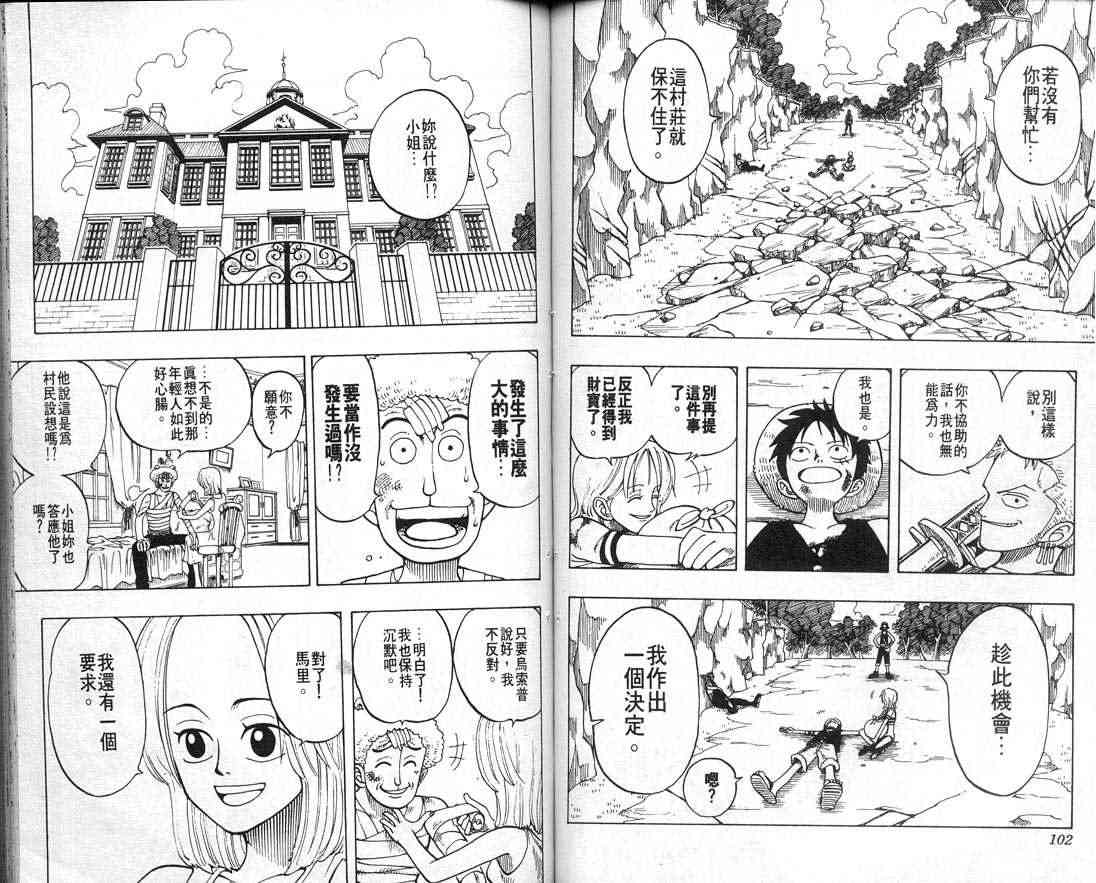 若沒有
你們幫忙…
這村莊就
保不住了。
別這樣
說，
你不協助的
話，我也無
能爲力。
我也是。
別再提
這件事
了。
反正我
已經得到
財寶了。
趁此機會…
我作出
一個決定。
嗯？
102
妳說什麼!?
小姐…
發生了這麼
大的事情…
要當作沒
發生過嗎!?
你不
願意？
…不是的…
眞想不到那
年輕人如此
好心腸。
他說這是爲
村民設想嗎!?
小姐妳也
答應他了
嗎？
只要烏索普
說好，我
不反對。
…明白了！
我也保持
沉默吧。
對了！
馬里。
我還有一個
要求。